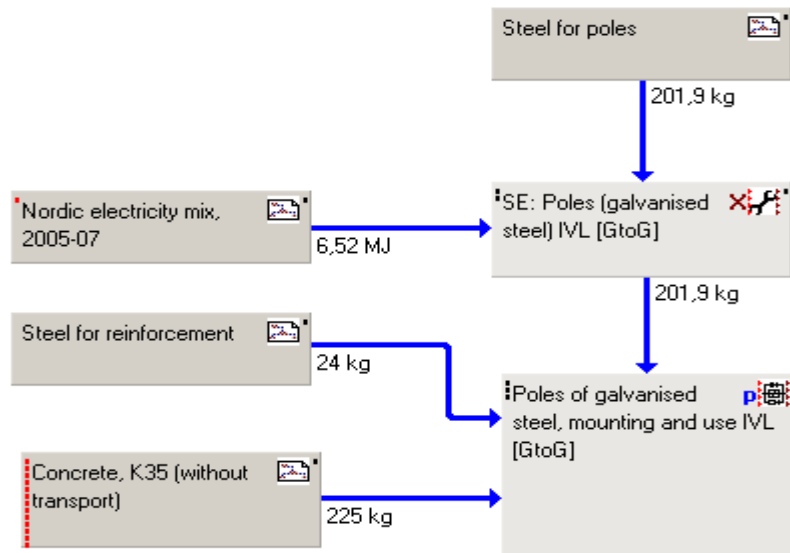 Steel for poles
201,9 kg
Nordic electricity mix,
2005-07
6,52 MJ
SE: Poles (galvanised
steel) IVL [GtoG]
201,9 kg
Steel for reinforcement
24 kg
Poles of galvanised
steel, mounting and use IVL
[GtoG]
p
Concrete, K35 (without
transport)
225 kg